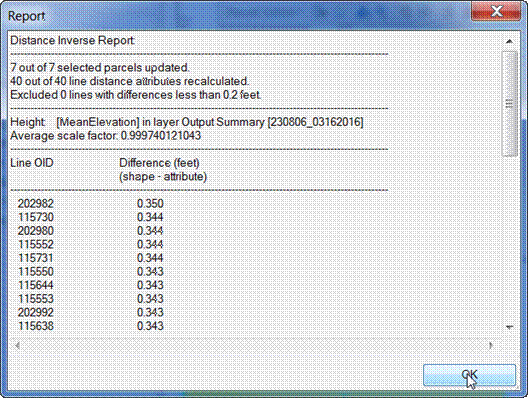 Report
Distance Inverse Report:
7 out of 7 selected parcels updated.
40 out of 40 line distance attributes recalculated.
Excluded 0 lines with differences less than 0.2 feet.
Height: [MeanElevation] in layer Output Summary [230806_03162016]
Average scale factor: 0.999740121043
Line OID Difference (feet)
(shape - attribute)
202982 0.350
115730 0.344
202980 0.344
115552 0.344
115731 0.344
115550 0.343
115644 0.343
115553 0.343
202992 0.343
115638 0.343
OK